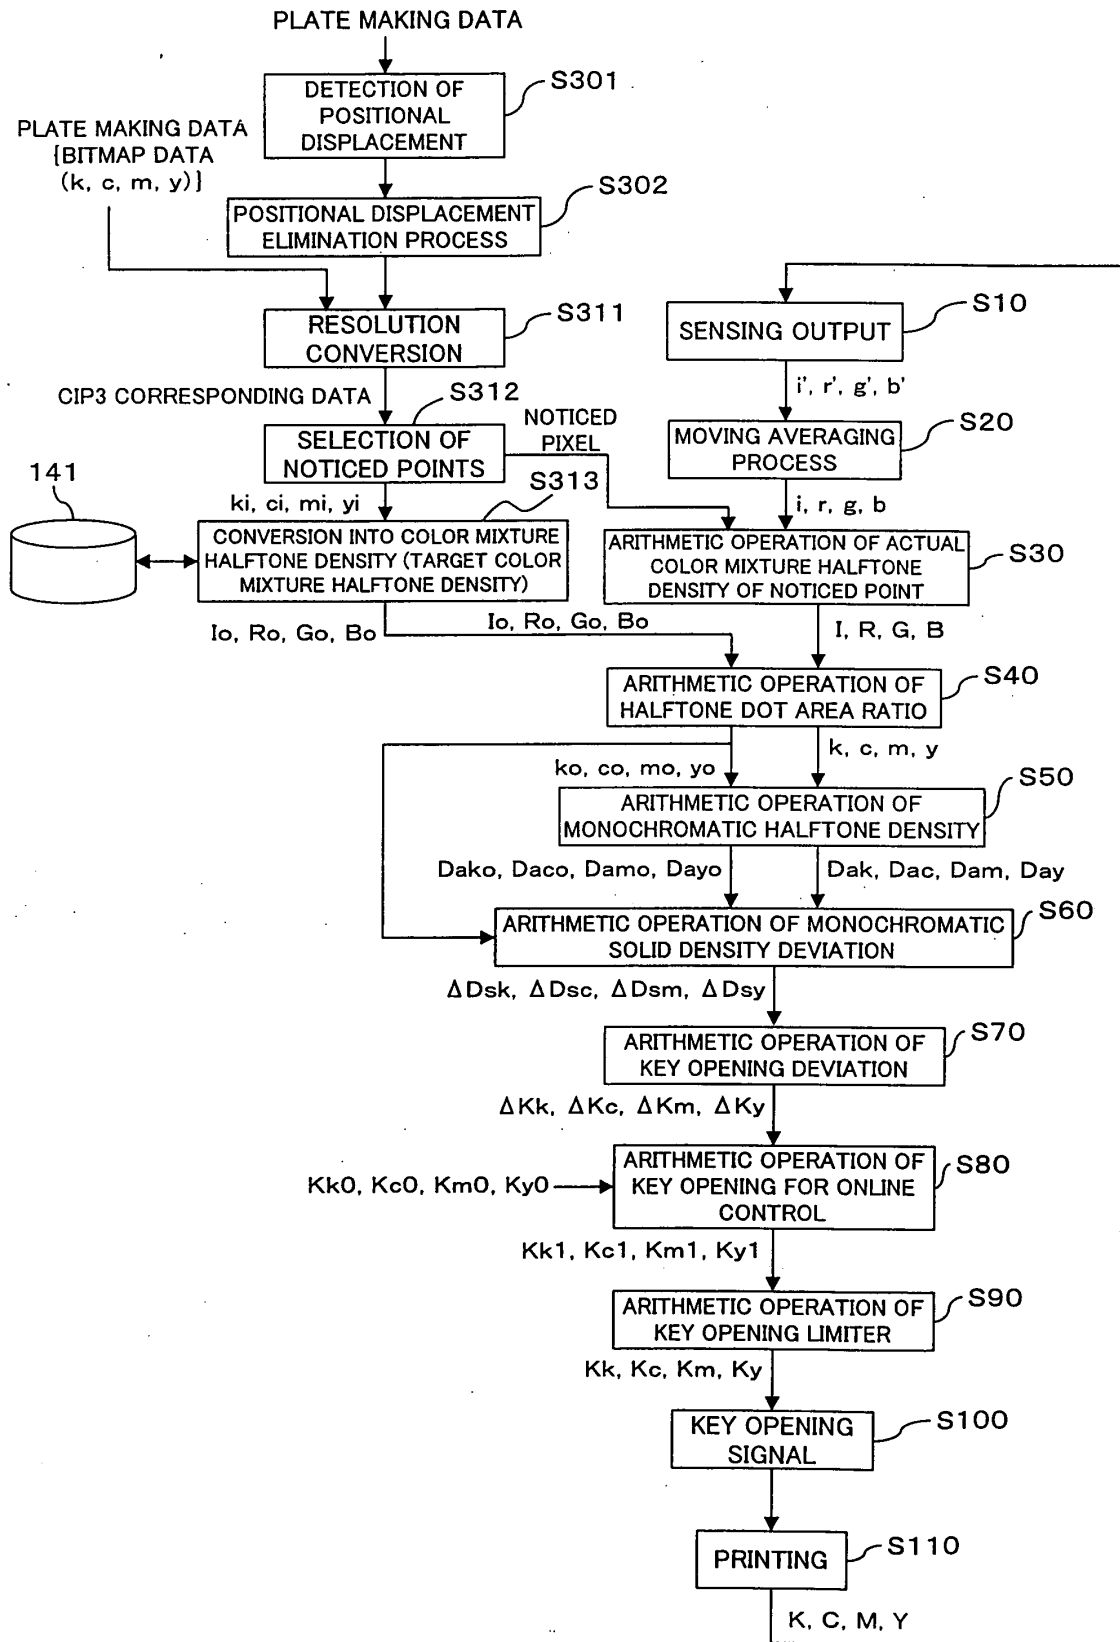 PLATE MAKING DATA
S301
DETECTION OF
POSITIONAL
DISPLACEMENT
PLATE MAKING DATA
[BITMAP DATA
(k, c, m, y)]
S302
POSITIONAL DISPLACEMENT
ELIMINATION PROCESS
S311
RESOLUTION
CONVERSION
S10
SENSING OUTPUT
CIP3 CORRESPONDING DATA
i', r', g', b'
S312
SELECTION OF
NOTICED POINTS
NOTICED
PIXEL
S20
MOVING AVERAGING
PROCESS
141
ki, ci, mi, yi
S313
i, r, g, b
CONVERSION INTO COLOR MIXTURE
HALFTONE DENSITY (TARGET COLOR
MIXTURE HALFTONE DENSITY)
S30
ARITHMETIC OPERATION OF ACTUAL
COLOR MIXTURE HALFTONE
DENSITY OF NOTICED POINT
Io, Ro, Go, Bo
Io, Ro, Go, Bo
I, R, G, B
S40
ARITHMETIC OPERATION OF
HALFTONE DOT AREA RATIO
ko, co, mo, yo
k, c, m, y
S50
ARITHMETIC OPERATION OF
MONOCHROMATIC HALFTONE DENSITY
Dako, Daco, Damo, Dayo
Dak, Dac, Dam, Day
S60
ARITHMETIC OPERATION OF MONOCHROMATIC
SOLID DENSITY DEVIATION
ΔDsk, ΔDsc, ΔDsm, ΔDsy
S70
ARITHMETIC OPERATION OF
KEY OPENING DEVIATION
ΔKk, ΔKc, ΔKm, ΔKy
S80
ARITHMETIC OPERATION OF
KEY OPENING FOR ONLINE
CONTROL
Kk0, Kc0, Km0, Ky0
Kk1, Kc1, Km1, Ky1
S90
ARITHMETIC OPERATION OF
KEY OPENING LIMITER
Kk, Kc, Km, Ky
S100
KEY OPENING
SIGNAL
S110
PRINTING
K, C, M, Y